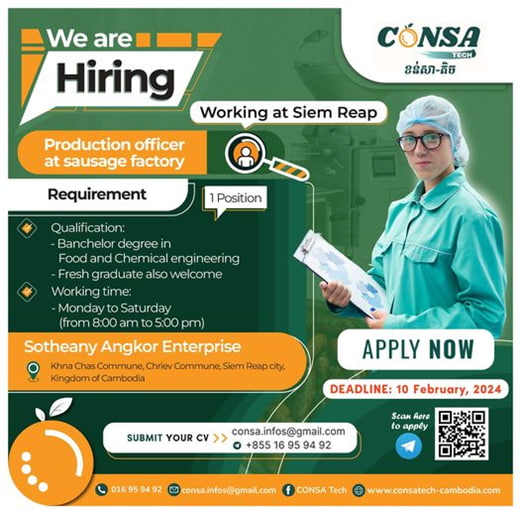 We are
Hiring
CONSA
TECH
ខន់សា-តិច
Working at Siem Reap
Production officer
at sausage factory
Requirement
1 Position
Qualification:
- Banchelor degree in
Food and Chemical engineering
- Fresh graduate also welcome
Working time:
- Monday to Saturday
(from 8:00 am to 5:00 pm)
Sotheany Angkor Enterprise
Khna Chas Commune, Chriev Commune, Siem Reap city,
Kingdom of Cambodia
APPLY NOW
DEADLINE: 10 February, 2024
Scan here
to apply
SUBMIT YOUR CV >>
consa.infos@gmail.com
+855 16 95 94 92
016 95 94 92 consa.infos@gmail.com CONSA Tech www.consatech-cambodia.com